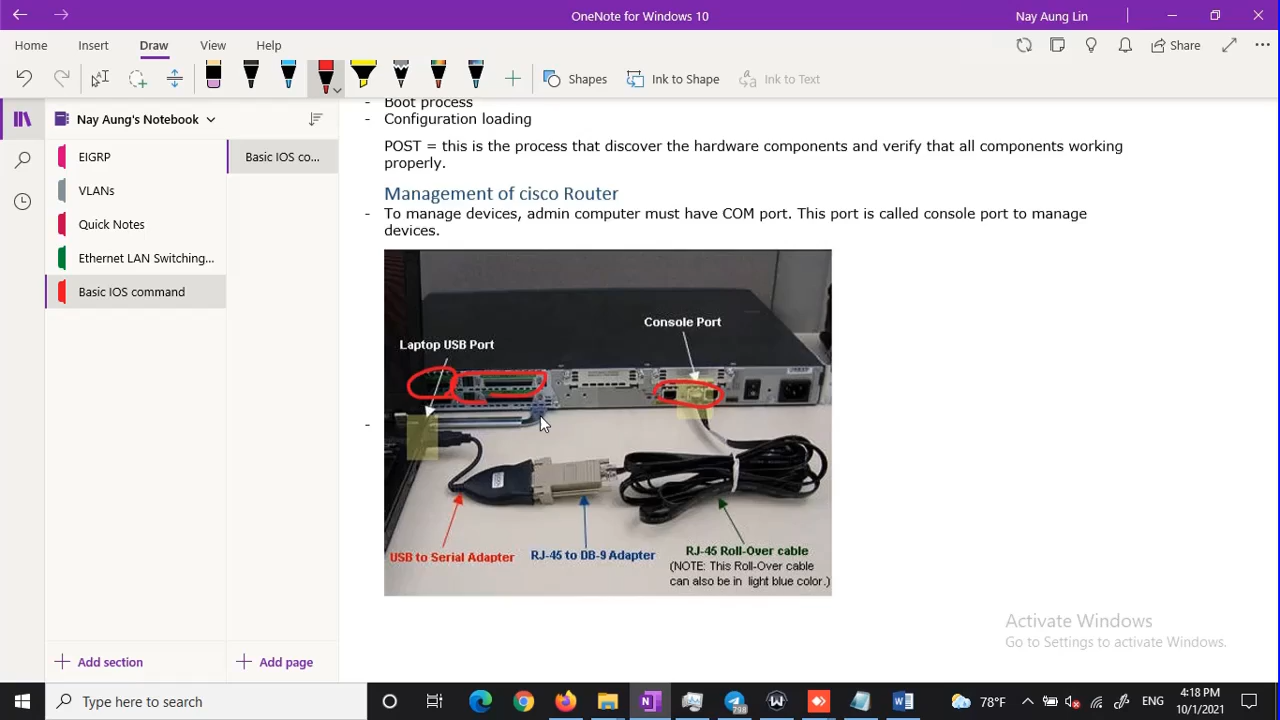 OneNote for Windows 10
Nay Aung Lin
Home
Insert
Draw
View
Help
Share
Shapes
Ink to Shape
Ink to Text
Nay Aung's Notebook
EIGRP
VLANs
Quick Notes
Ethernet LAN Switching...
Basic IOS command
Basic IOS co...
- Boot process
- Configuration loading
POST = this is the process that discover the hardware components and verify that all components working
properly.
Management of cisco Router
- To manage devices, admin computer must have COM port. This port is called console port to manage
devices.
-
Console Port
Laptop USB Port
USB to Serial Adapter
RJ-45 to DB-9 Adapter
RJ-45 Roll-Over cable
(NOTE: This Roll-Over cable
can also be in light blue color.)
Activate Windows
Go to Settings to activate Windows.
Add section
Add page
Type here to search
798
78°F
ENG
4:18 PM
10/1/2021